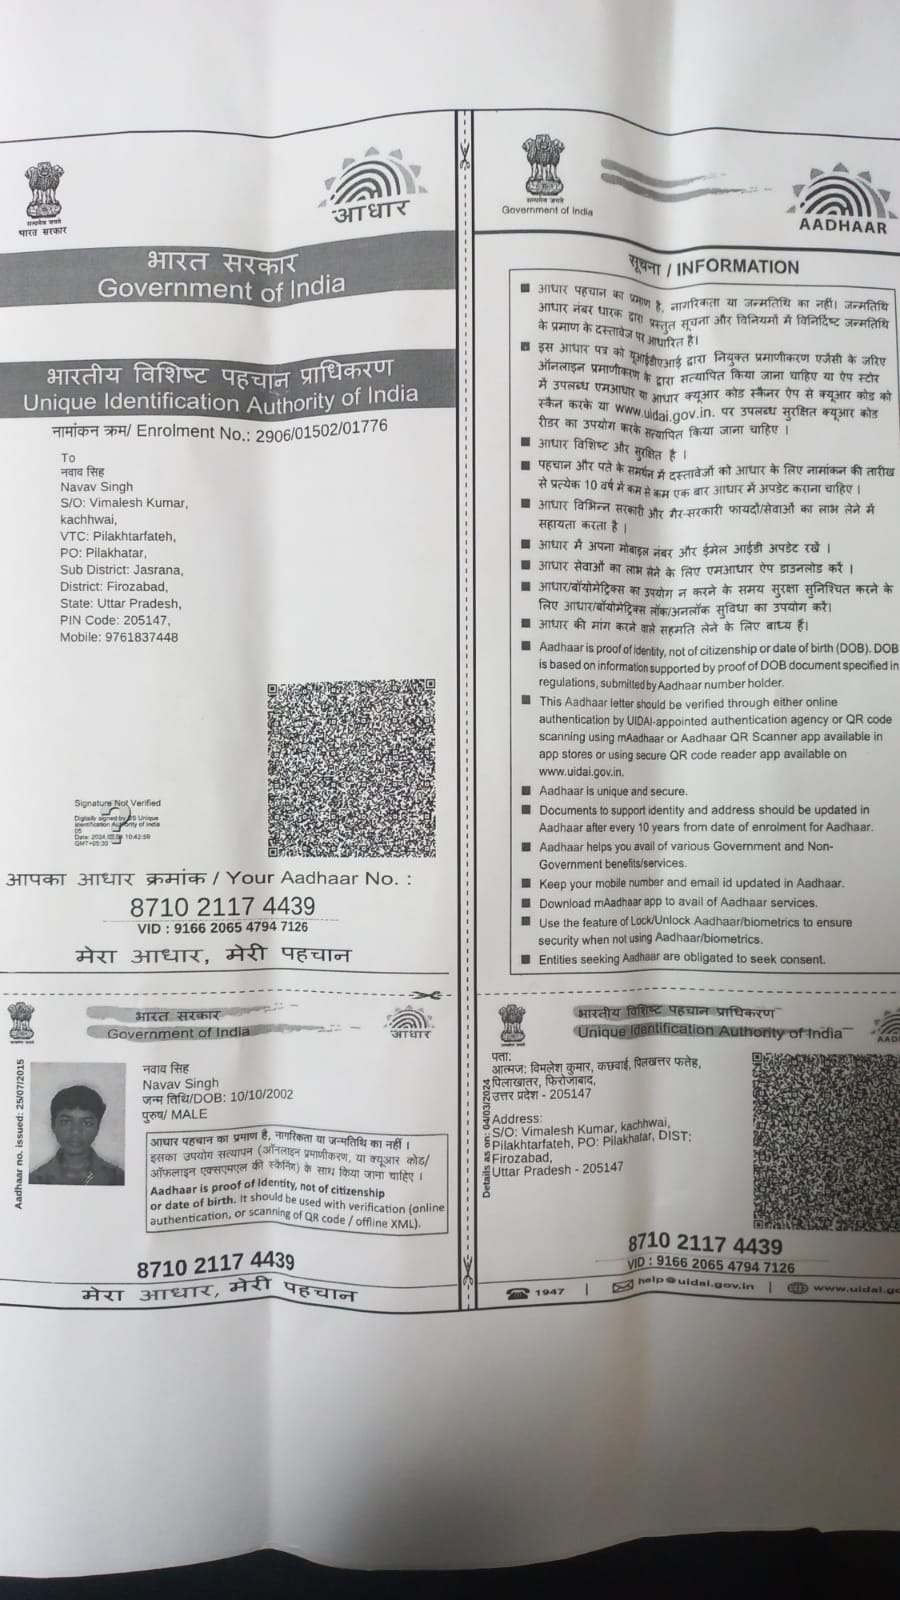 भारत सरकार
आधार
भारत सरकार
Government of India
भारतीय विशिष्ट पहचान प्राधिकरण
Unique Identification Authority of India
नामांकन क्रम/ Enrolment No.: 2906/01502/01776
To
नवाव सिह
Navav Singh
S/O: Vimalesh Kumar,
kachhwai,
VTC: Pilakhtarfateh,
PO: Pilakhatar,
Sub District: Jasrana,
District: Firozabad,
State: Uttar Pradesh,
PIN Code: 205147,
Mobile: 9761837448
Signature Not Verified
Digitally signed by DS Unique
Identification Authority of India
05
Date: 2024.03.04 10:42:59
GMT+05:30
आपका आधार क्रमांक / Your Aadhaar No. :
8710 2117 4439
VID : 9166 2065 4794 7126
मेरा आधार, मेरी पहचान
सत्यमेव जयते
Government of India
AADHAAR
सूचना / INFORMATION
आधार पहचान का प्रमाण है, नागरिकता या जन्मतिथि का नहीं। जन्मतिथि
आधार नंबर धारक द्वारा प्रस्तुत सूचना और विनियमों में विनिर्दिष्ट जन्मतिथि
के प्रमाण के दस्तावेज पर आधारित है।
इस आधार पत्र को यूआईडीएआई द्वारा नियुक्त प्रमाणीकरण एजेंसी के जरिए
ऑनलाइन प्रमाणीकरण के द्वारा सत्यापित किया जाना चाहिए या ऐप स्टोर
में उपलब्ध एमआधार या आधार क्यूआर कोड स्कैनर ऐप से क्यूआर कोड को
स्कैन करके या www.uidai.gov.in. पर उपलब्ध सुरक्षित क्यूआर कोड
रीडर का उपयोग करके सत्यापित किया जाना चाहिए ।
आधार विशिष्ट और सुरक्षित है ।
पहचान और पते के समर्थन में दस्तावेजों को आधार के लिए नामांकन की तारीख
से प्रत्येक 10 वर्ष में कम से कम एक बार आधार में अपडेट कराना चाहिए ।
आधार विभिन्न सरकारी और गैर-सरकारी फायदों/सेवाओं का लाभ लेने में
सहायता करता है ।
आधार में अपना मोबाइल नंबर और ईमेल आईडी अपडेट रखें ।
आधार सेवाओं का लाभ लेने के लिए एमआधार ऐप डाउनलोड करें ।
आधार/बॉयोमेट्रिक्स का उपयोग न करने के समय सुरक्षा सुनिश्चित करने के
लिए आधार/बॉयोमेट्रिक्स लॉक/अनलॉक सुविधा का उपयोग करें।
आधार की मांग करने वाले सहमति लेने के लिए बाध्य हैं।
Aadhaar is proof of identity, not of citizenship or date of birth (DOB). DOB
is based on information supported by proof of DOB document specified in
regulations, submitted by Aadhaar number holder.
This Aadhaar letter should be verified through either online
authentication by UIDAI-appointed authentication agency or QR code
scanning using mAadhaar or Aadhaar QR Scanner app available in
app stores or using secure QR code reader app available on
www.uidai.gov.in.
Aadhaar is unique and secure.
Documents to support identity and address should be updated in
Aadhaar after every 10 years from date of enrolment for Aadhaar.
Aadhaar helps you avail of various Government and Non-
Government benefits/services.
Keep your mobile number and email id updated in Aadhaar.
Download mAadhaar app to avail of Aadhaar services.
Use the feature of Lock/Unlock Aadhaar/biometrics to ensure
security when not using Aadhaar/biometrics.
Entities seeking Aadhaar are obligated to seek consent.
भारत सरकार
Government of India
आधार
Aadhaar no. issued: 25/07/2015
नवाव सिह
Navav Singh
जन्म तिथि/DOB: 10/10/2002
पुरुष/ MALE
आधार पहचान का प्रमाण है, नागरिकता या जन्मतिथि का नहीं ।
इसका उपयोग सत्यापन (ऑनलाइन प्रमाणीकरण, या क्यूआर कोड/
ऑफलाइन एक्सएमएल की स्कैनिंग) के साथ किया जाना चाहिए ।
Aadhaar is proof of identity, not of citizenship
or date of birth. It should be used with verification (online
authentication, or scanning of QR code / offline XML).
8710 2117 4439
मेरा आधार, मेरी पहचान
भारतीय विशिष्ट पहचान प्राधिकरण
Unique Identification Authority of India
Details as on: 04/03/2024
पता:
आत्मज: विमलेश कुमार, कछवाई, पिलखत्तर फतेह,
पिलाखातर, फिरोजाबाद,
उत्तर प्रदेश - 205147
Address:
S/O: Vimalesh Kumar, kachhwai,
Pilakhtarfateh, PO: Pilakhatar, DIST:
Firozabad,
Uttar Pradesh - 205147
8710 2117 4439
VID : 9166 2065 4794 7126
1947 | help@uidai.gov.in | www.uidai.go